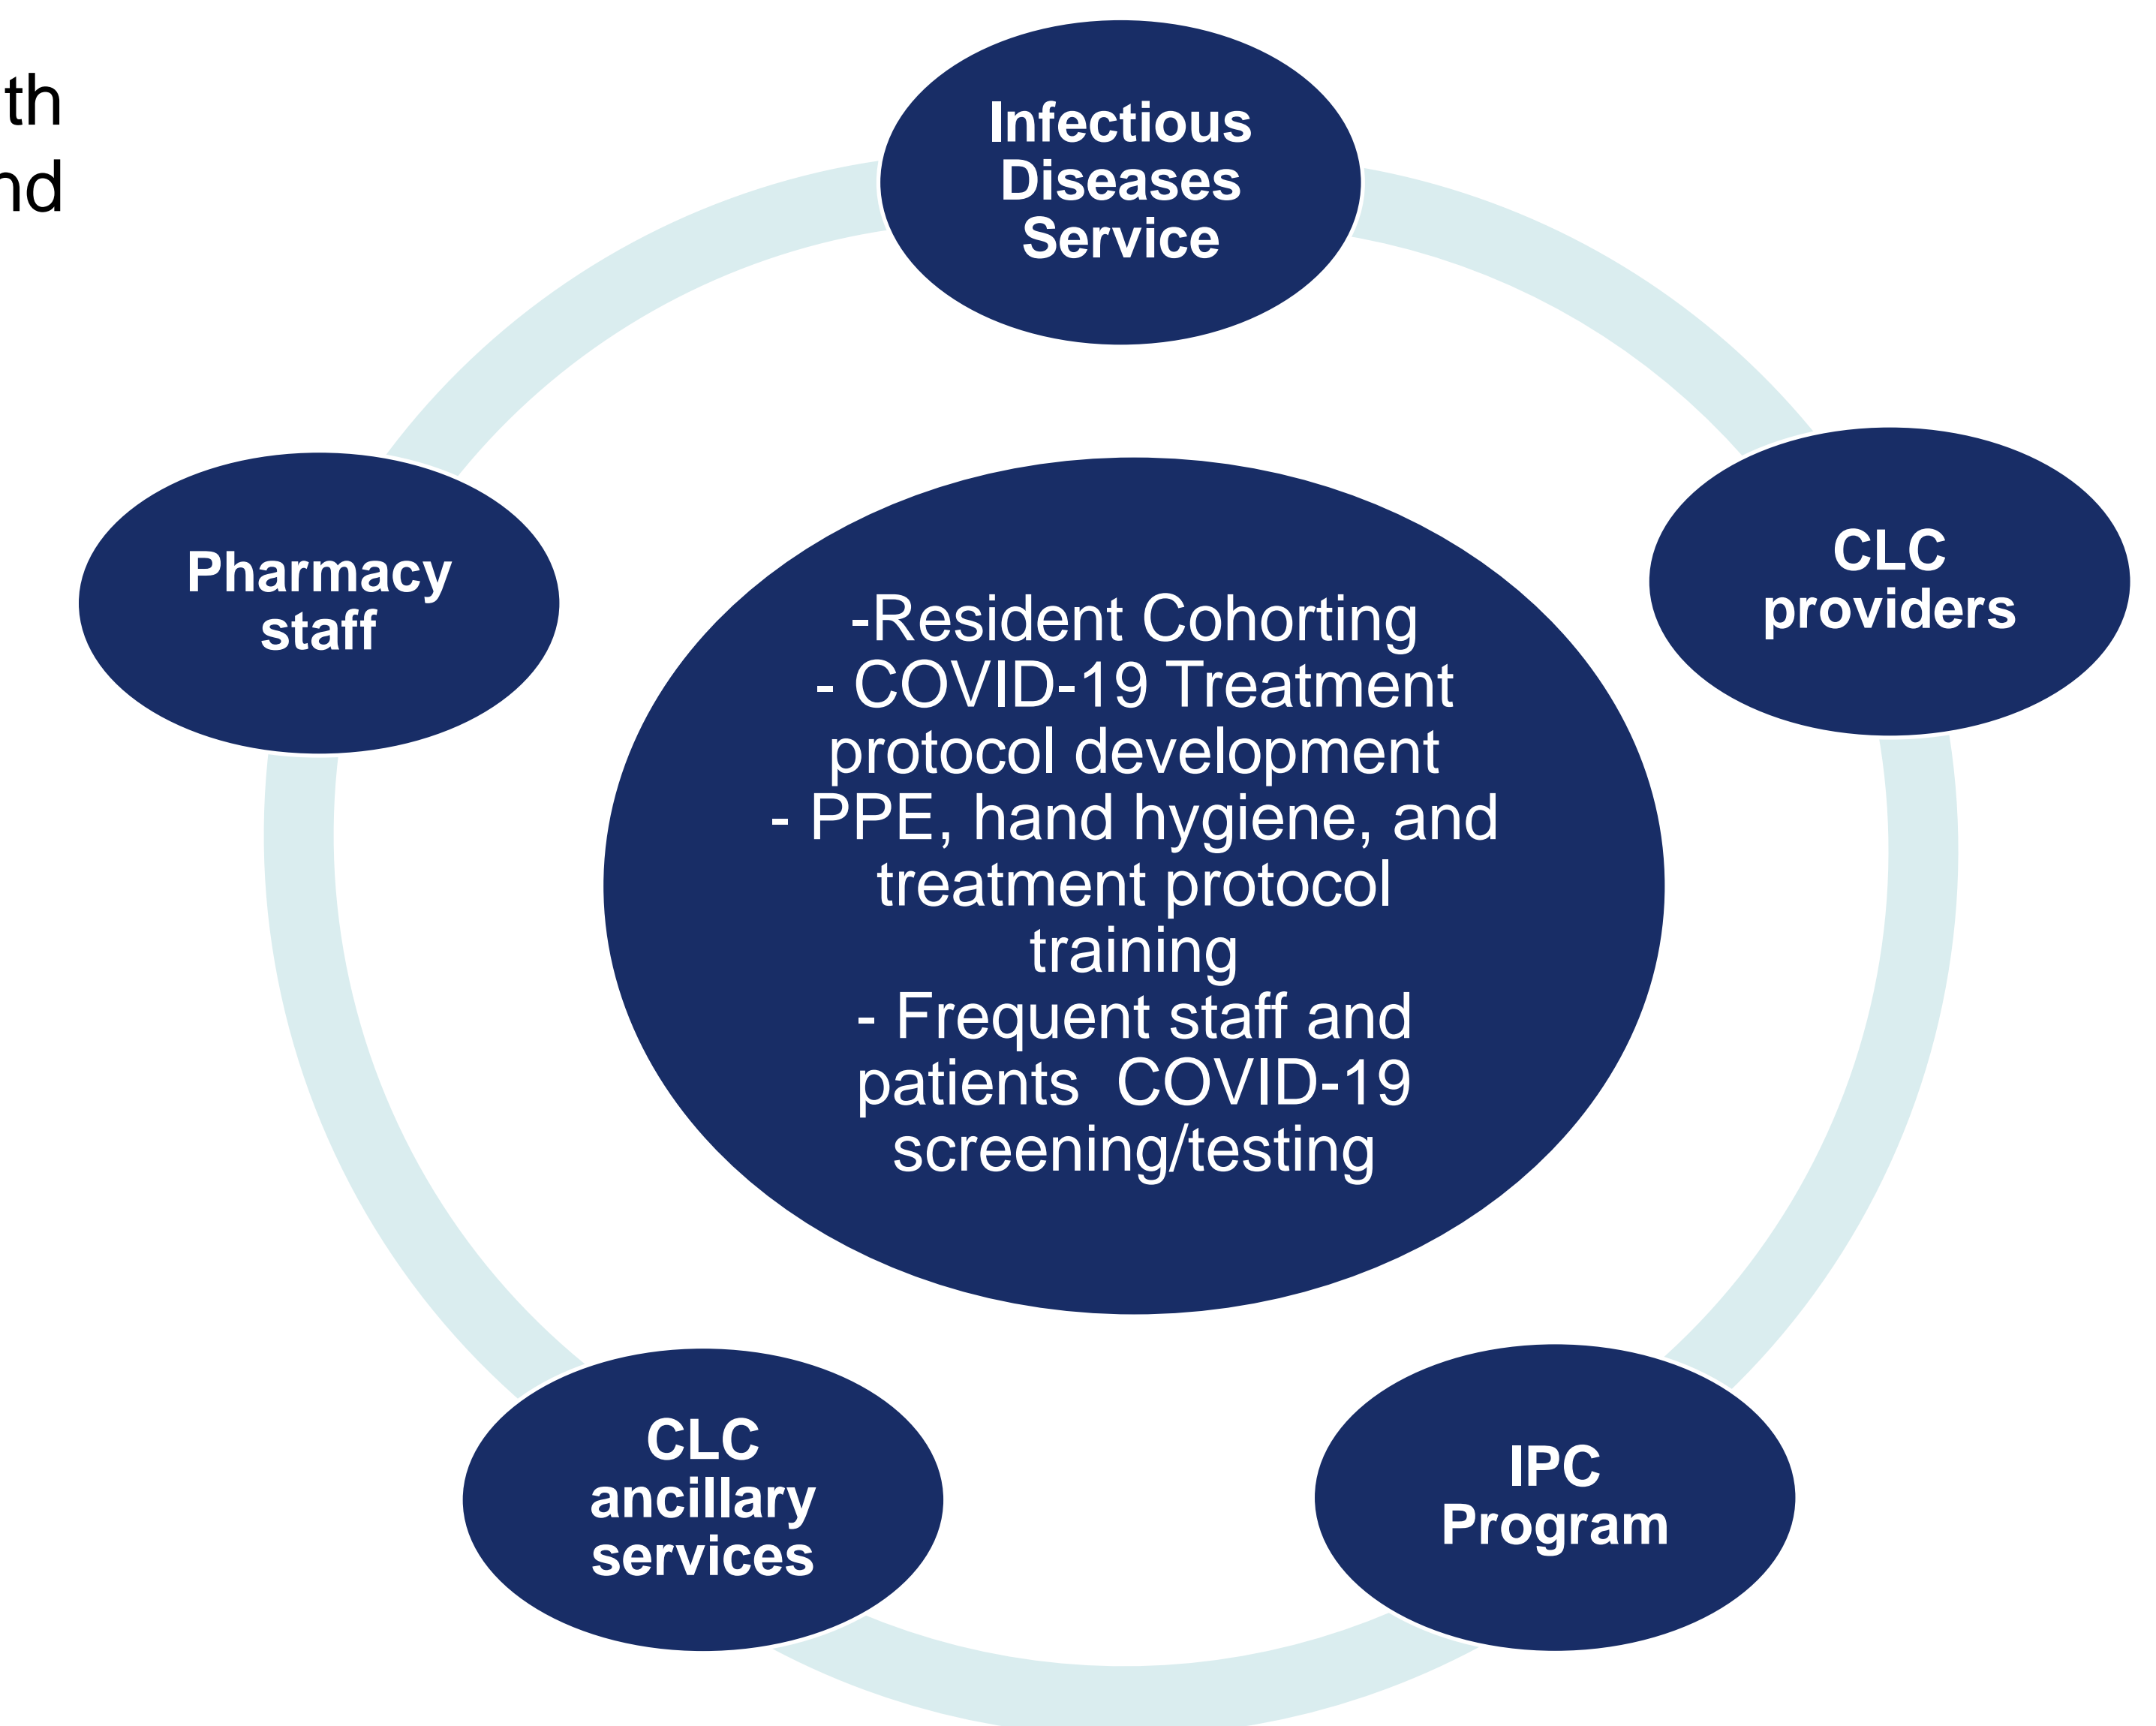 th
nd
Infectious
Diseases
Service
CLC
providers
Pharmacy
staff
-Resident Cohorting
- COVID-19 Treatment
protocol development
- PPE, hand hygiene, and
treatment protocol
training
- Frequent staff and
patients  COVID-19
screening/testing
CLC
ancillary
services
IPC
Program